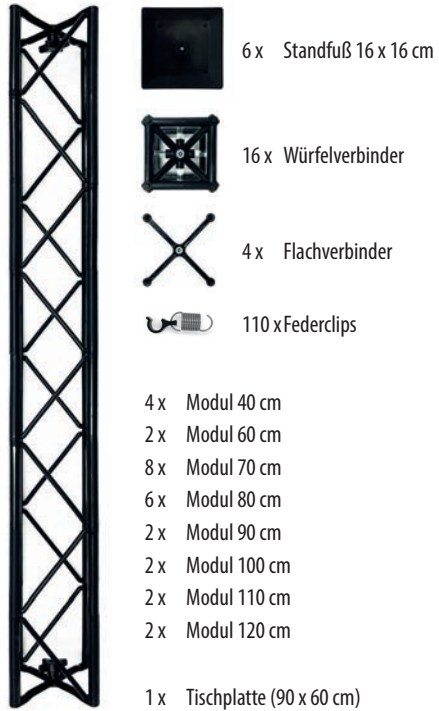 6 x Standfuß 16 x 16 cm
16 x Würfelverbinder
4 x Flachverbinder
110 x Federclips
4 x Modul 40 cm
2 x Modul 60 cm
8 x Modul 70 cm
6 x Modul 80 cm
2 x Modul 90 cm
2 x Modul 100 cm
2 x Modul 110 cm
2 x Modul 120 cm
1 x Tischplatte (90 x 60 cm)